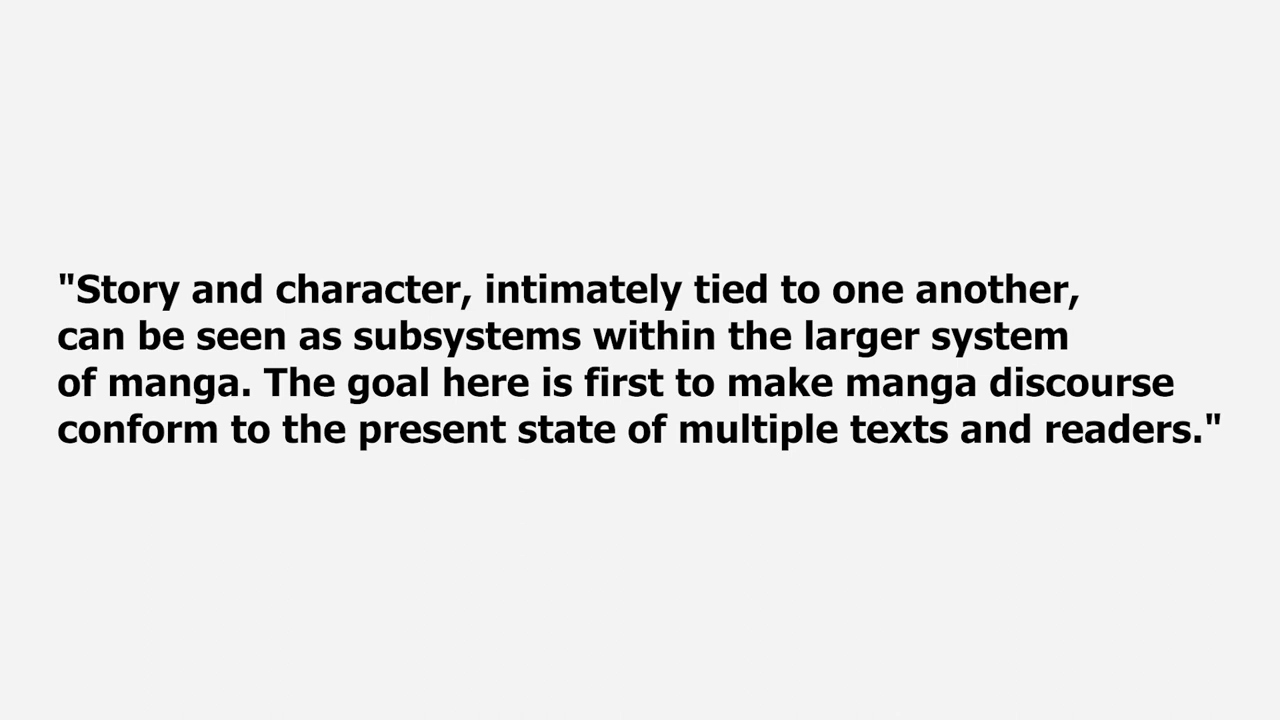 "Story and character, intimately tied to one another,
can be seen as subsystems within the larger system
of manga. The goal here is first to make manga discourse
conform to the present state of multiple texts and readers."